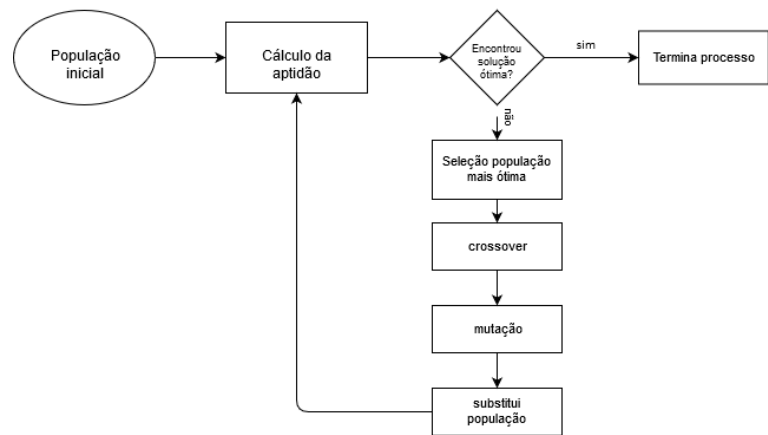 População
inicial
Cálculo da
aptidão
Encontrou
solução
ótima?
sim
Termina processo
não
Seleção população
mais ótima
crossover
mutação
substitui
população